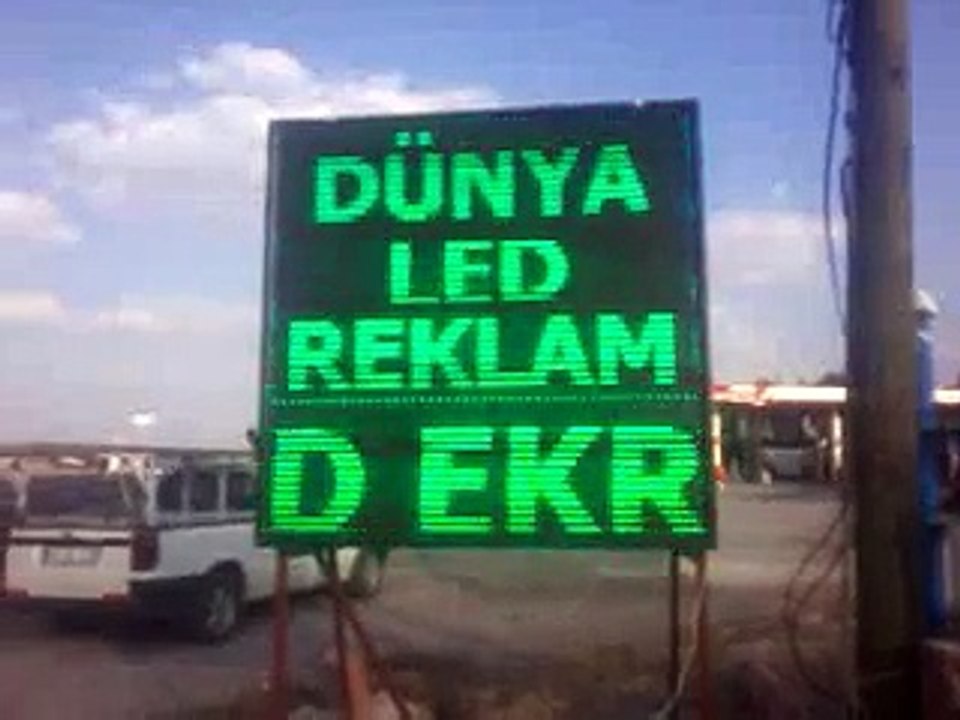 DÜNYA
LED
REKLAM
D EKR